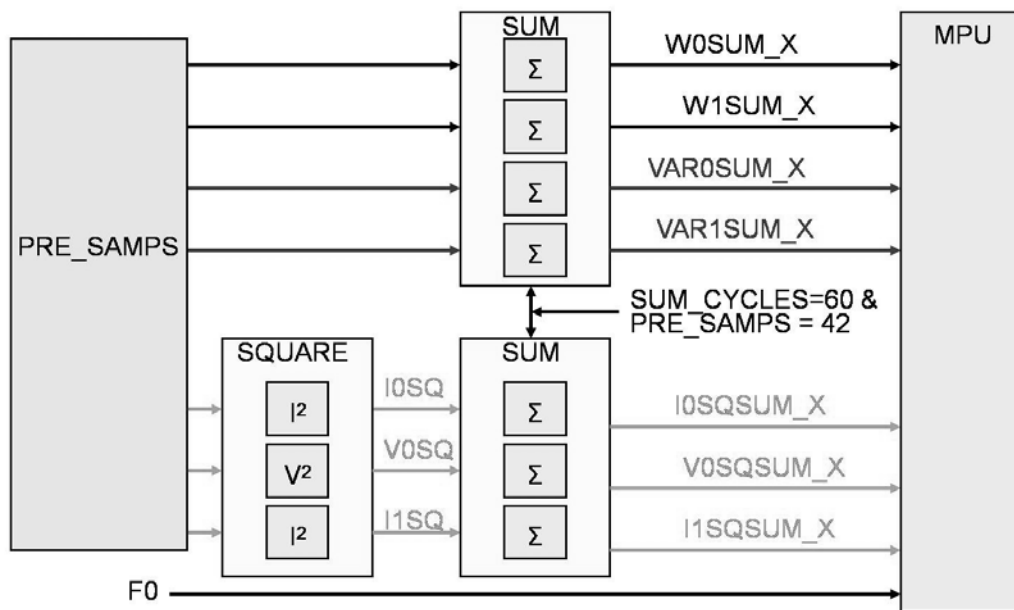 SUM
MPU
Σ
W0SUM_X
Σ
W1SUM_X
Σ
VAR0SUM_X
PRE_SAMPS
Σ
VAR1SUM_X
SUM_CYCLES=60 &
PRE_SAMPS = 42
SQUARE
SUM
I²
I0SQ
Σ
I0SQSUM_X
V²
V0SQ
Σ
V0SQSUM_X
I²
I1SQ
Σ
I1SQSUM_X
F0